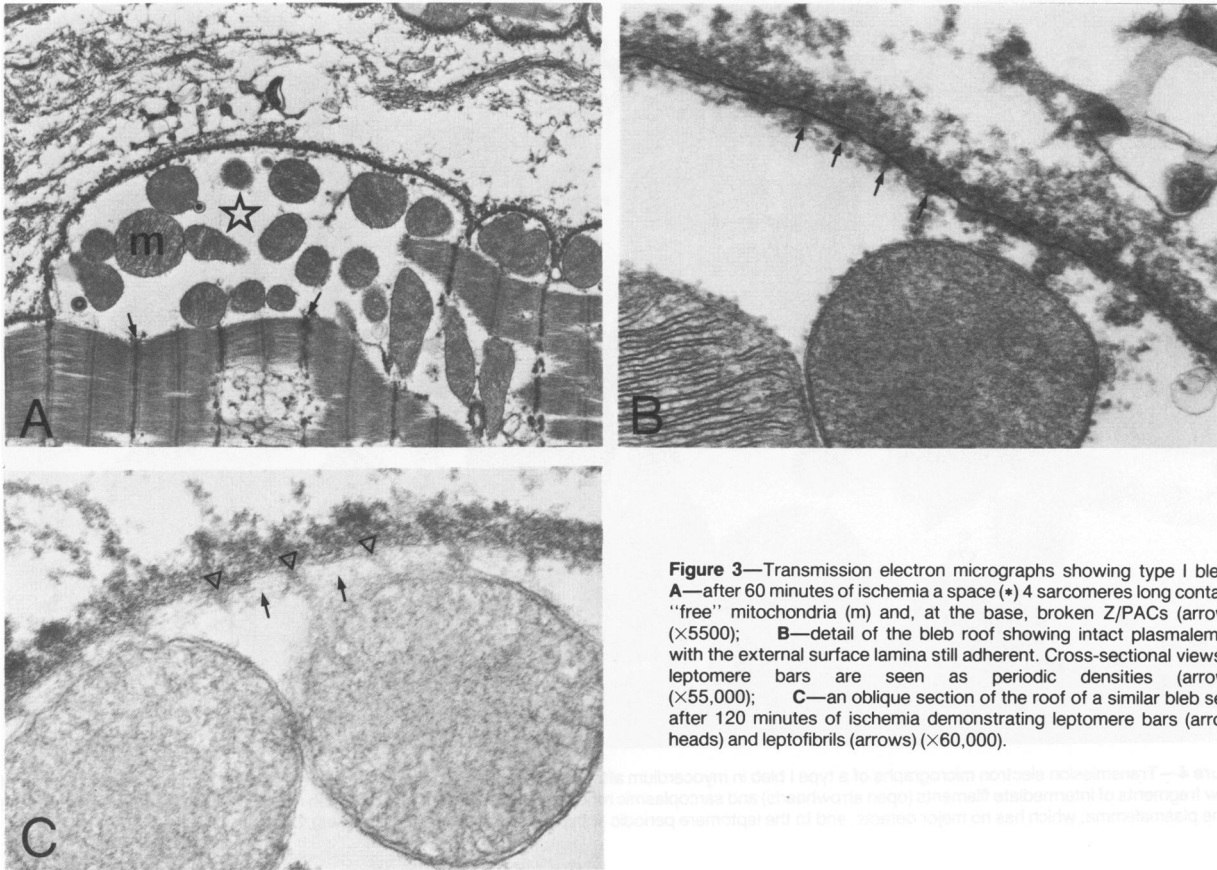 m
A
B
C
Figure 3—Transmission electron micrographs showing type I ble
A—after 60 minutes of ischemia a space (*) 4 sarcomeres long conta
"free" mitochondria (m) and, at the base, broken Z/PACs (arrow
(×5500); B—detail of the bleb roof showing intact plasmalem
with the external surface lamina still adherent. Cross-sectional views
leptomere bars are seen as periodic densities (arrow
(×55,000); C—an oblique section of the roof of a similar bleb se
after 120 minutes of ischemia demonstrating leptomere bars (arro
heads) and leptofibrils (arrows) (×60,000).